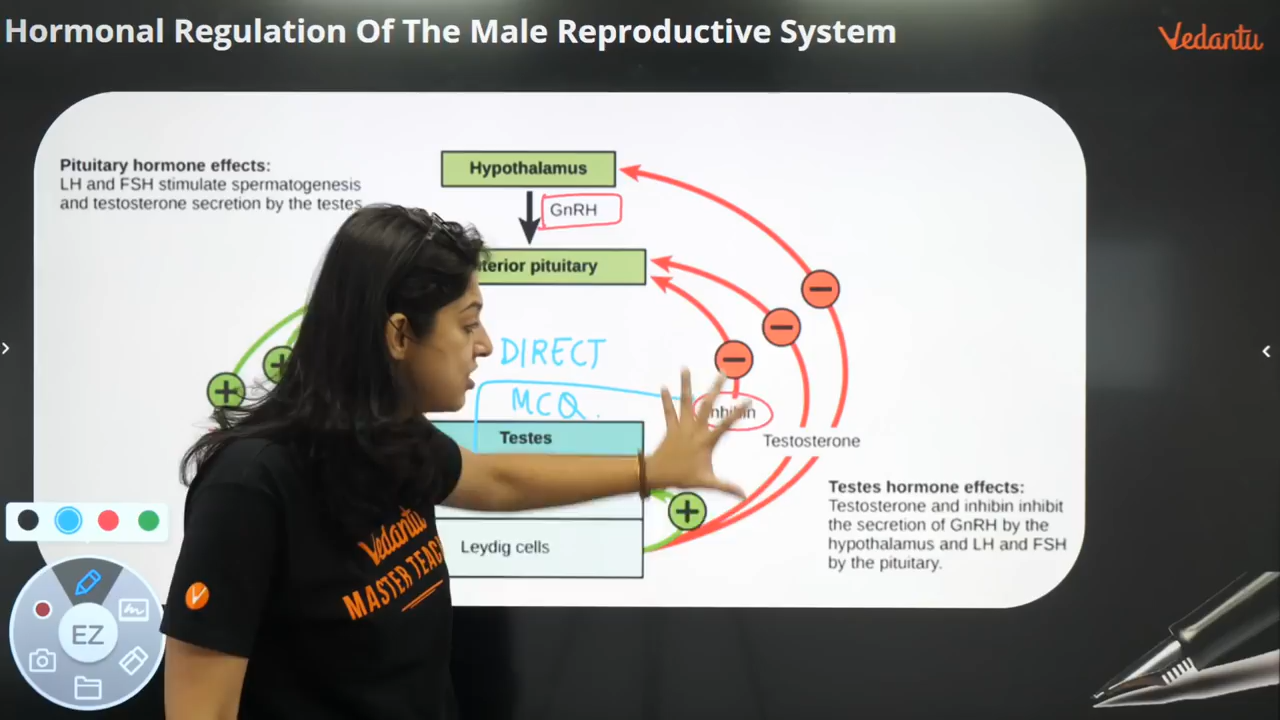 Hormonal Regulation Of The Male Reproductive System
Vedantu
Pituitary hormone effects:
LH and FSH stimulate spermatogenesis
and testosterone secretion by the testes
Hypothalamus
GnRH
terior pituitary
DIRECT
MCQ.
Testes
Testosterone
Leydig cells
Testes hormone effects:
Testosterone and inhibin inhibit
the secretion of GnRH by the
hypothalamus and LH and FSH
by the pituitary.
Vedantu
MASTER
EZ